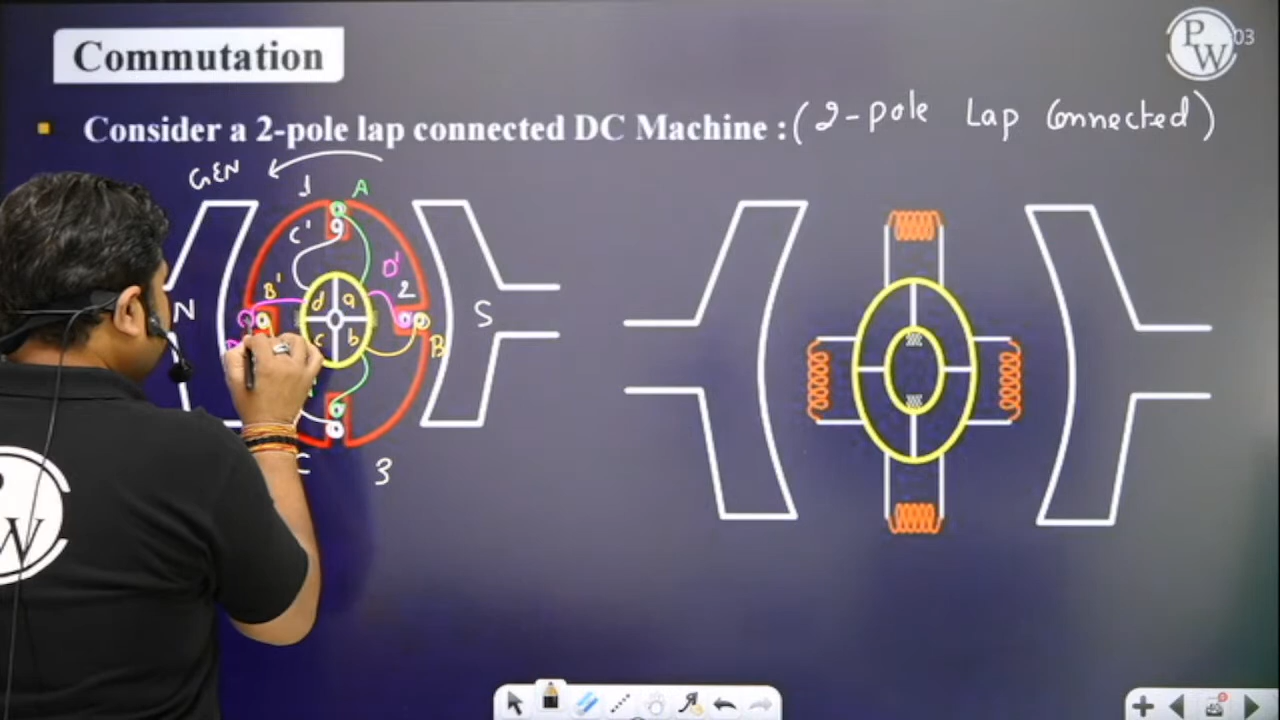 Commutation
PW 03
Consider a 2-pole lap connected DC Machine : (2-pole Lap Connected)
GEN
1 A
C'
D'
B' 2
N d a S
c b B
C 3
P
W